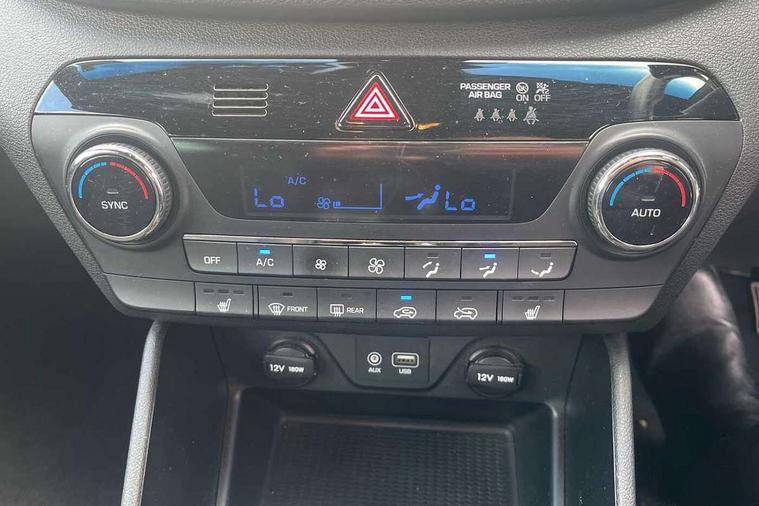 PASSENGER
AIR BAG ON OFF
A/C
Lo Lo
SYNC AUTO
OFF A/C
FRONT REAR
12V 180W AUX USB 12V 180W